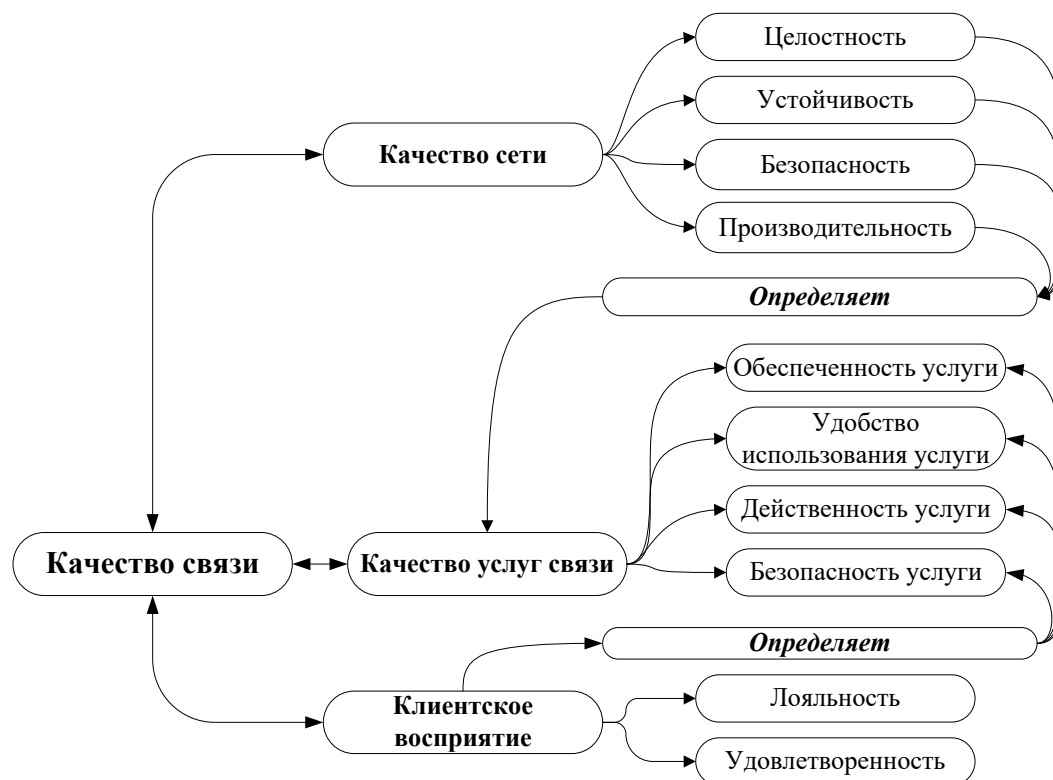 Целостность
Устойчивость
Качество сети
Безопасность
Производительность
Определяет
Обеспеченность услуги
Удобство
использования услуги
Действенность услуги
Качество связи
Качество услуг связи
Безопасность услуги
Определяет
Клиентское
восприятие
Лояльность
Удовлетворенность